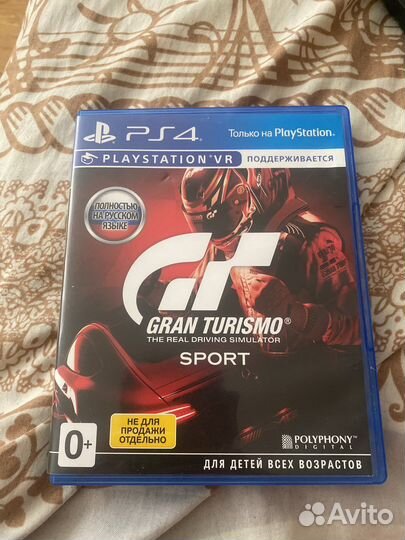 PS4
Только на PlayStation®
PLAYSTATION®VR
ПОДДЕРЖИВАЕТСЯ
ПОЛНОСТЬЮ
НА РУССКОМ
ЯЗЫКЕ
GRAN TURISMO®
THE REAL DRIVING SIMULATOR
SPORT
НЕ ДЛЯ
ПРОДАЖИ
ОТДЕЛЬНО
0+
POLYPHONY
DIGITAL
ДЛЯ ДЕТЕЙ ВСЕХ ВОЗРАСТОВ
Avito